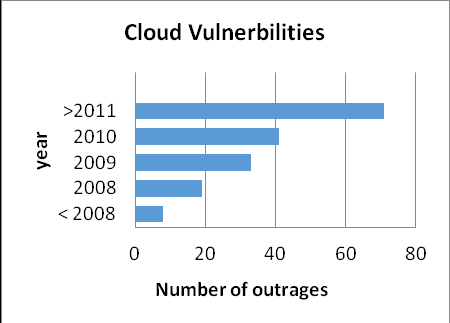 Cloud Vulnerbilities
year
>2011
2010
2009
2008
< 2008
0 20 40 60 80
Number of outrages